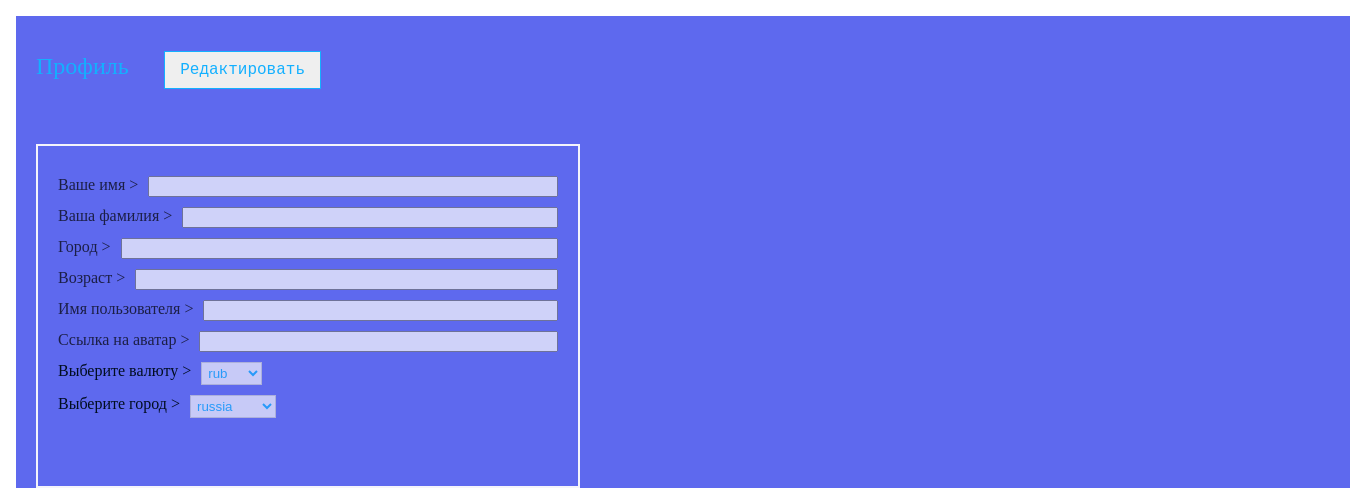 Профиль
Редактировать
Ваше имя >
Ваша фамилия >
Город >
Возраст >
Имя пользователя >
Ссылка на аватар >
Выберите валюту > rub
Выберите город > russia